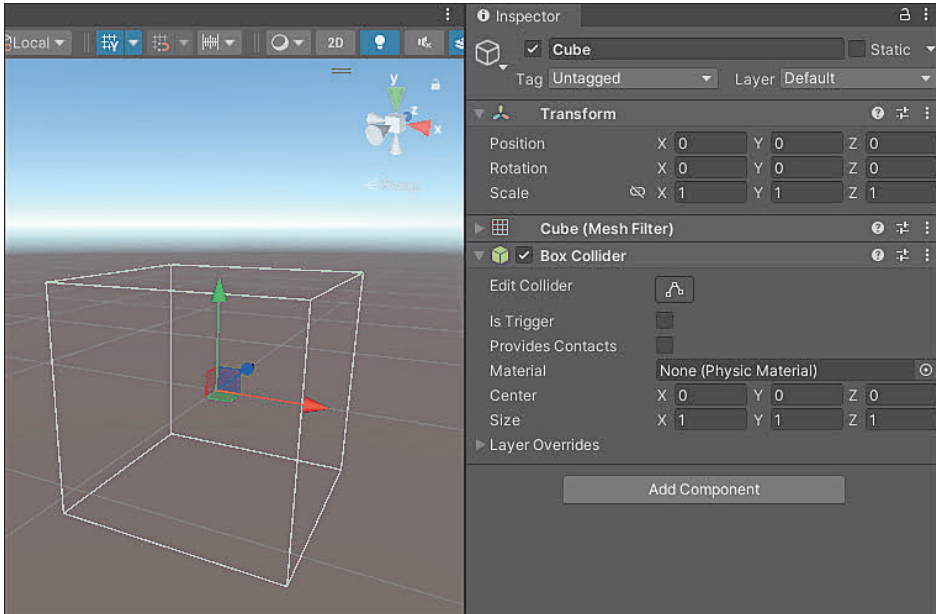 Local
2D
y
z
x
Inspector
Cube
Static
Tag Untagged
Layer Default
Transform
Position X 0 Y 0 Z 0
Rotation X 0 Y 0 Z 0
Scale X 1 Y 1 Z 1
Cube (Mesh Filter)
Box Collider
Edit Collider
Is Trigger
Provides Contacts
Material None (Physic Material)
Center X 0 Y 0 Z 0
Size X 1 Y 1 Z 1
Layer Overrides
Add Component